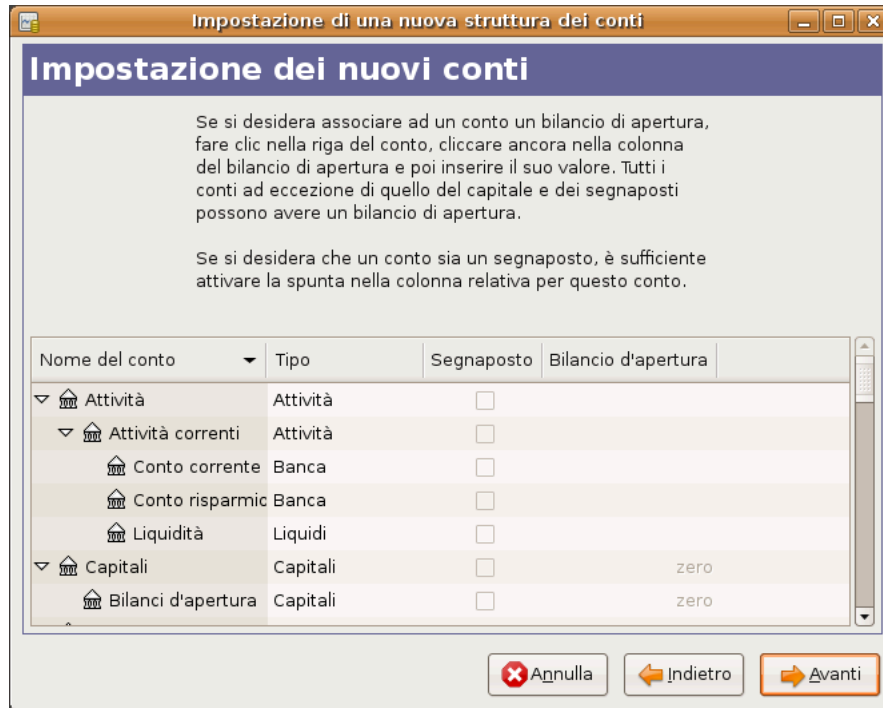 Impostazione di una nuova struttura dei conti
Impostazione dei nuovi conti
Se si desidera associare ad un conto un bilancio di apertura,
fare clic nella riga del conto, cliccare ancora nella colonna
del bilancio di apertura e poi inserire il suo valore. Tutti i
conti ad eccezione di quello del capitale e dei segnaposti
possono avere un bilancio di apertura.
Se si desidera che un conto sia un segnaposto, è sufficiente
attivare la spunta nella colonna relativa per questo conto.
Nome del conto Tipo Segnaposto Bilancio d'apertura
Attività Attività
Attività correnti Attività
Conto corrente Banca
Conto risparmio Banca
Liquidità Liquidi
Capitali Capitali zero
Bilanci d'apertura Capitali zero
Annulla Indietro Avanti